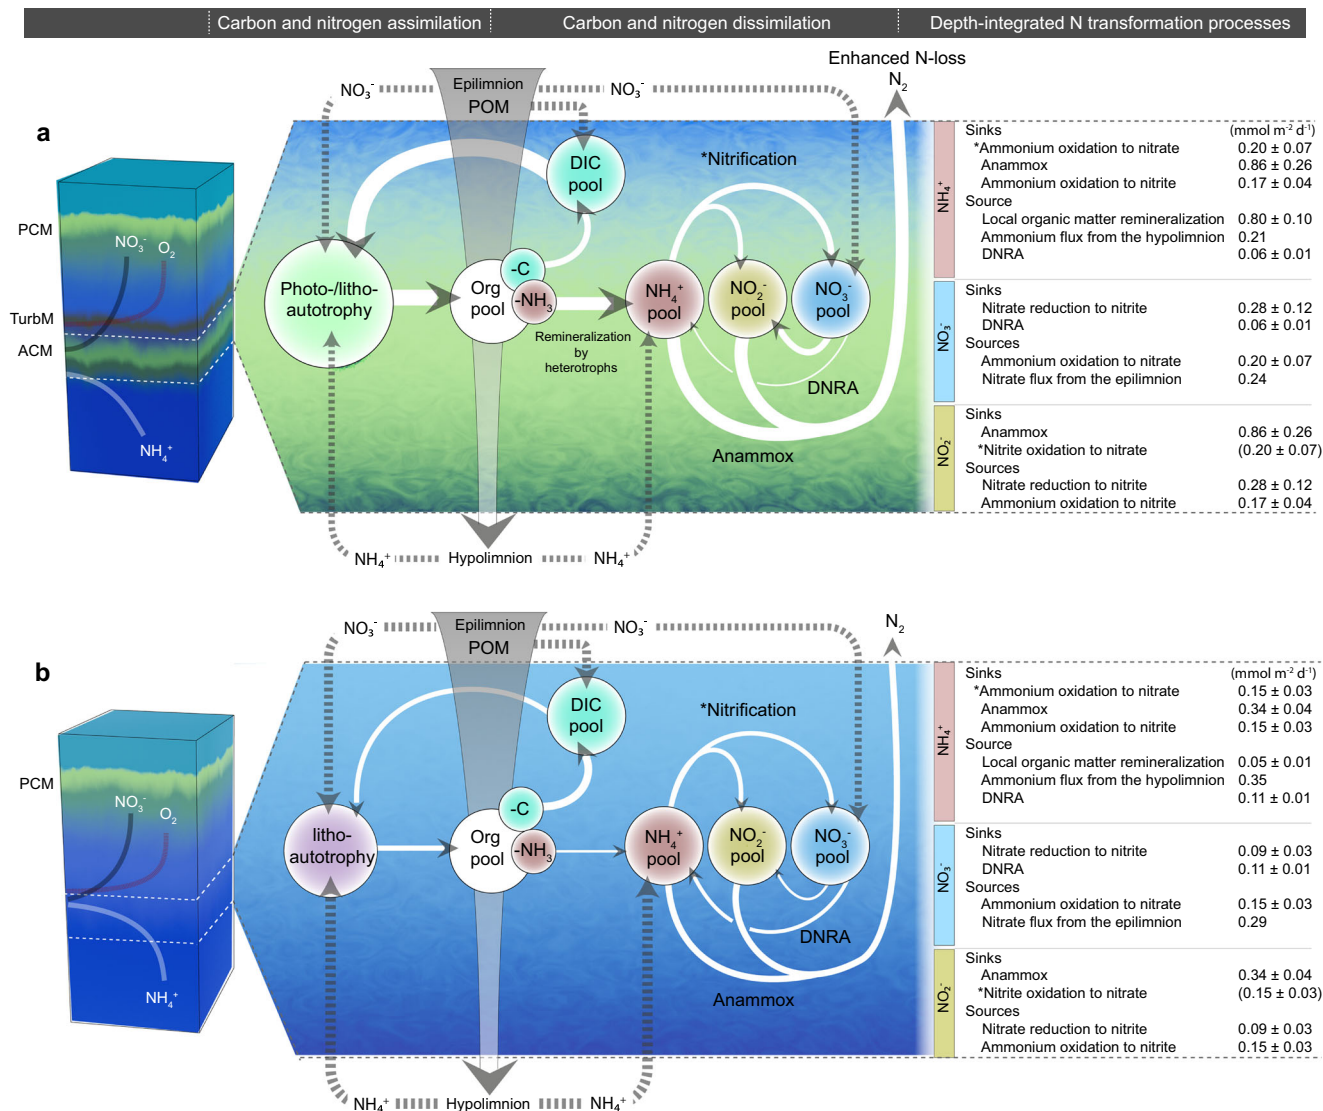 Carbon and nitrogen assimilation
Carbon and nitrogen dissimilation
Depth-integrated N transformation processes
a
Enhanced N-loss
N₂
NO₃⁻
Epilimnion
POM
NO₃⁻
PCM
NO₃⁻
O₂
TurbM
ACM
NH₄⁺
DIC
pool
*Nitrification
Photo-/litho-
autotrophy
Org
pool
-C
-NH₃
Remineralization
by
heterotrophs
NH₄⁺
pool
NO₂⁻
pool
NO₃⁻
pool
DNRA
Anammox
NH₄⁺
Hypolimnion
NH₄⁺
NH₄⁺
Sinks (mmol m⁻² d⁻¹)
*Ammonium oxidation to nitrate 0.20 ± 0.07
Anammox 0.86 ± 0.26
Ammonium oxidation to nitrite 0.17 ± 0.04
Source
Local organic matter remineralization 0.80 ± 0.10
Ammonium flux from the hypolimnion 0.21
DNRA 0.06 ± 0.01
NO₃⁻
Sinks
Nitrate reduction to nitrite 0.28 ± 0.12
DNRA 0.06 ± 0.01
Sources
Ammonium oxidation to nitrate 0.20 ± 0.07
Nitrate flux from the epilimnion 0.24
NO₂⁻
Sinks
Anammox 0.86 ± 0.26
*Nitrite oxidation to nitrate (0.20 ± 0.07)
Sources
Nitrate reduction to nitrite 0.28 ± 0.12
Ammonium oxidation to nitrite 0.17 ± 0.04
b
N₂
NO₃⁻
Epilimnion
POM
NO₃⁻
PCM
NO₃⁻
O₂
NH₄⁺
DIC
pool
*Nitrification
litho-
autotrophy
Org
pool
-C
-NH₃
NH₄⁺
pool
NO₂⁻
pool
NO₃⁻
pool
DNRA
Anammox
NH₄⁺
Hypolimnion
NH₄⁺
NH₄⁺
Sinks (mmol m⁻² d⁻¹)
*Ammonium oxidation to nitrate 0.15 ± 0.03
Anammox 0.34 ± 0.04
Ammonium oxidation to nitrite 0.15 ± 0.03
Source
Local organic matter remineralization 0.05 ± 0.01
Ammonium flux from the hypolimnion 0.35
DNRA 0.11 ± 0.01
NO₃⁻
Sinks
Nitrate reduction to nitrite 0.09 ± 0.03
DNRA 0.11 ± 0.01
Sources
Ammonium oxidation to nitrate 0.15 ± 0.03
Nitrate flux from the epilimnion 0.29
NO₂⁻
Sinks
Anammox 0.34 ± 0.04
*Nitrite oxidation to nitrate (0.15 ± 0.03)
Sources
Nitrate reduction to nitrite 0.09 ± 0.03
Ammonium oxidation to nitrite 0.15 ± 0.03